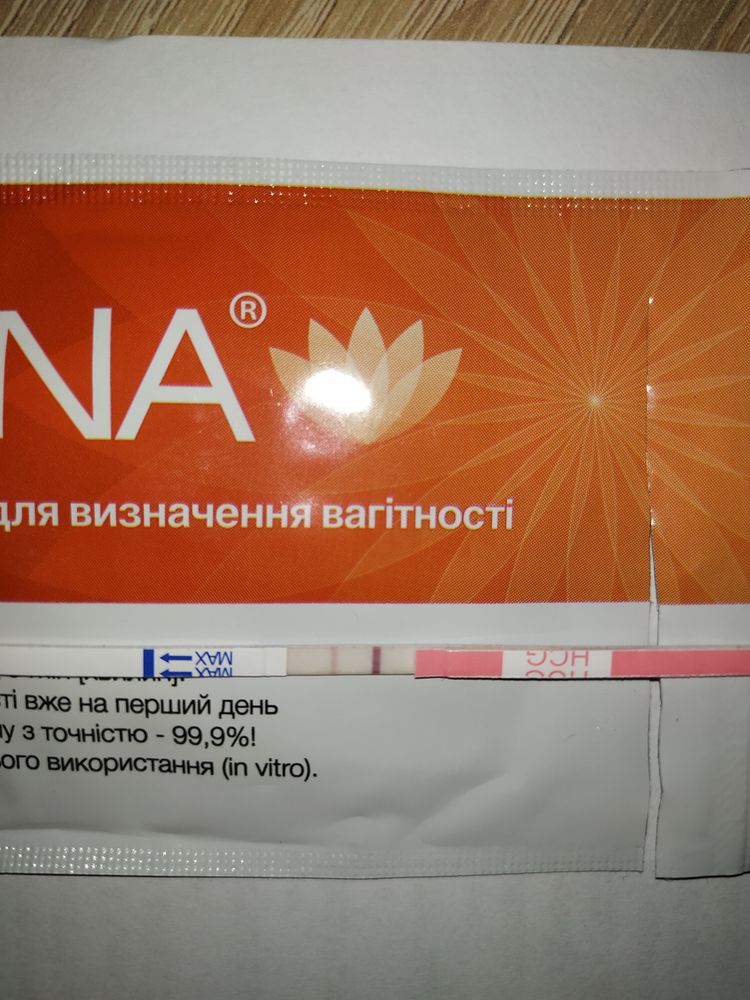 NA®
для визначення вагітності
MAX
MAX
HCG
HCG
ті вже на перший день
у з точністю - 99,9%!
ого використання (in vitro).